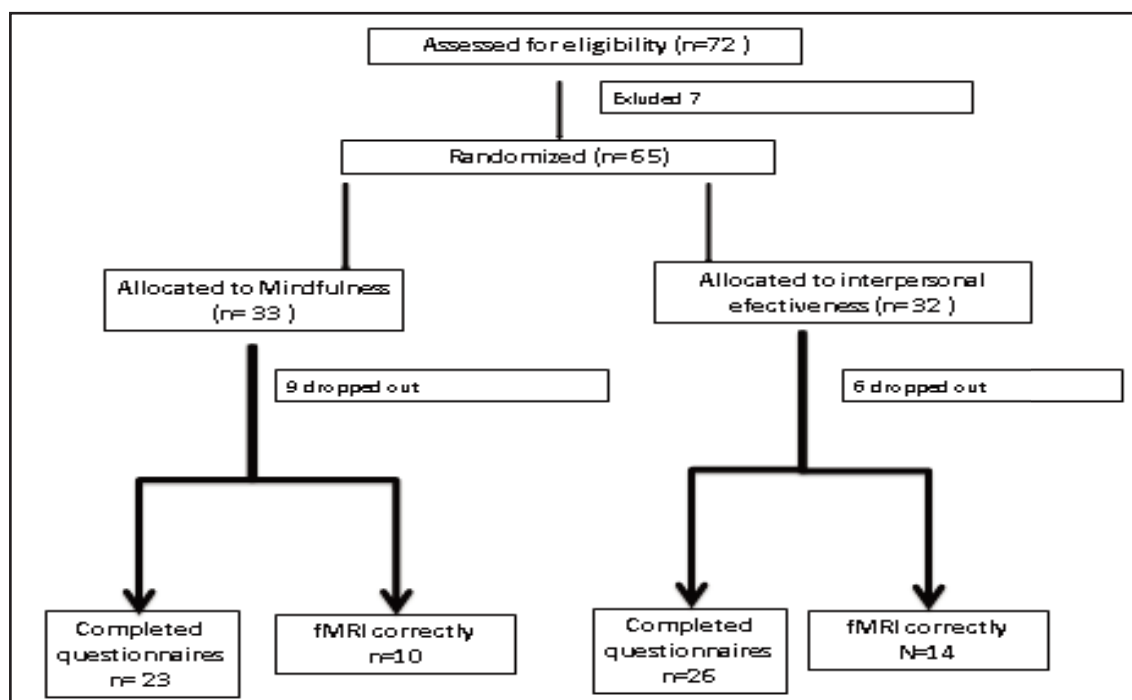 Assessed for eligibility (n=72 )
Exluded 7
Randomized (n=65)
Allocated to Mindfulness
(n= 33 )
Allocated to interpersonal
efectiveness (n=32 )
9 dropped out
6 dropped out
Completed
questionnaires
n= 23
fMRI correctly
n=10
Completed
questionnaires
n=26
fMRI correctly
N=14